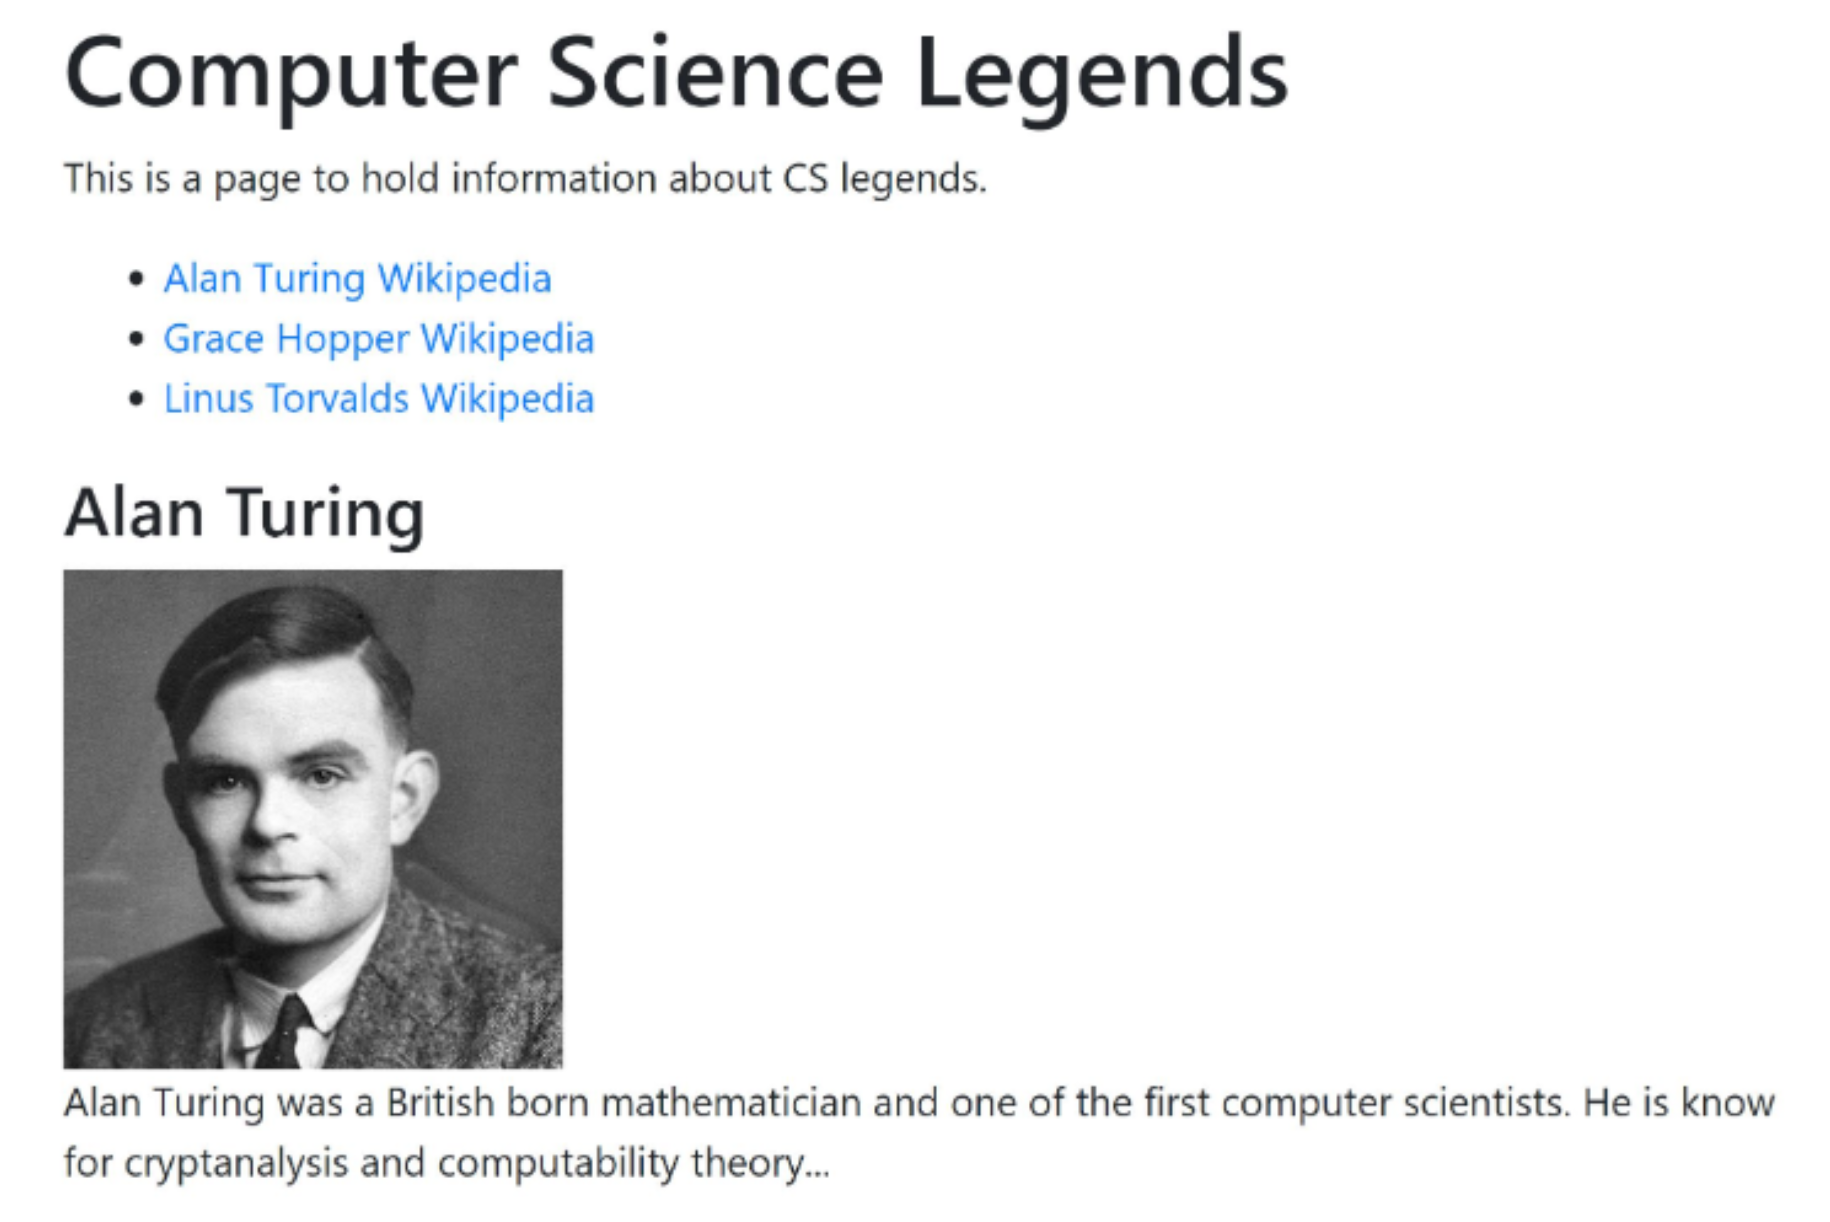 Computer Science Legends
This is a page to hold information about CS legends.
Alan Turing Wikipedia
Grace Hopper Wikipedia
Linus Torvalds Wikipedia
Alan Turing
Alan Turing was a British born mathematician and one of the first computer scientists. He is know
for cryptanalysis and computability theory...